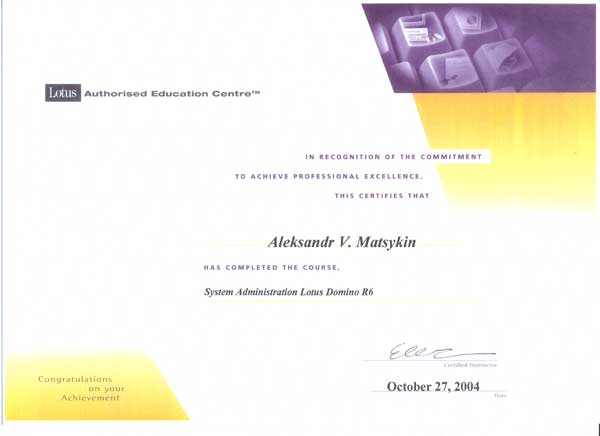 Lotus Authorised Education Centre™
IN RECOGNITION OF THE COMMITMENT
TO ACHIEVE PROFESSIONAL EXCELLENCE,
THIS CERTIFIES THAT
Aleksandr V. Matsykin
HAS COMPLETED THE COURSE,
System Administration Lotus Domino R6
Certified Instructor
October 27, 2004
Date
Congratulations
on your
Achievement